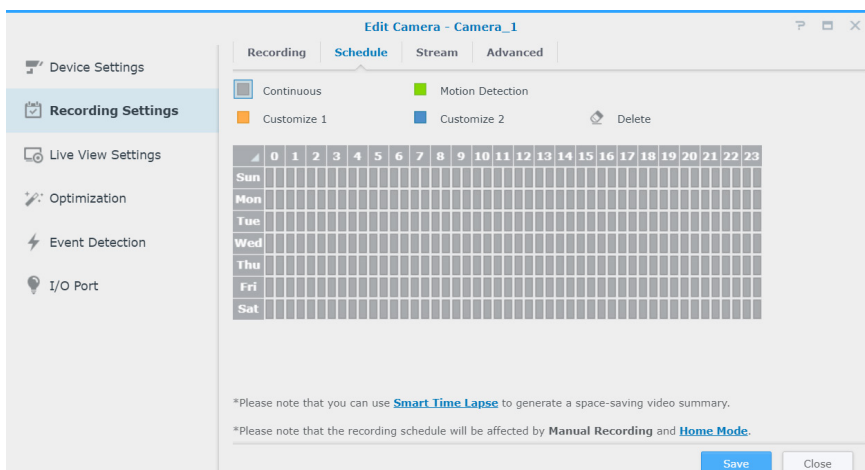 Edit Camera - Camera_1
Device Settings
Recording Settings
Live View Settings
Optimization
Event Detection
I/O Port
Recording Schedule Stream Advanced
Continuous Motion Detection
Customize 1 Customize 2 Delete
0 1 2 3 4 5 6 7 8 9 10 11 12 13 14 15 16 17 18 19 20 21 22 23
Sun
Mon
Tue
Wed
Thu
Fri
Sat
*Please note that you can use Smart Time Lapse to generate a space-saving video summary.
*Please note that the recording schedule will be affected by Manual Recording and Home Mode.
Save Close